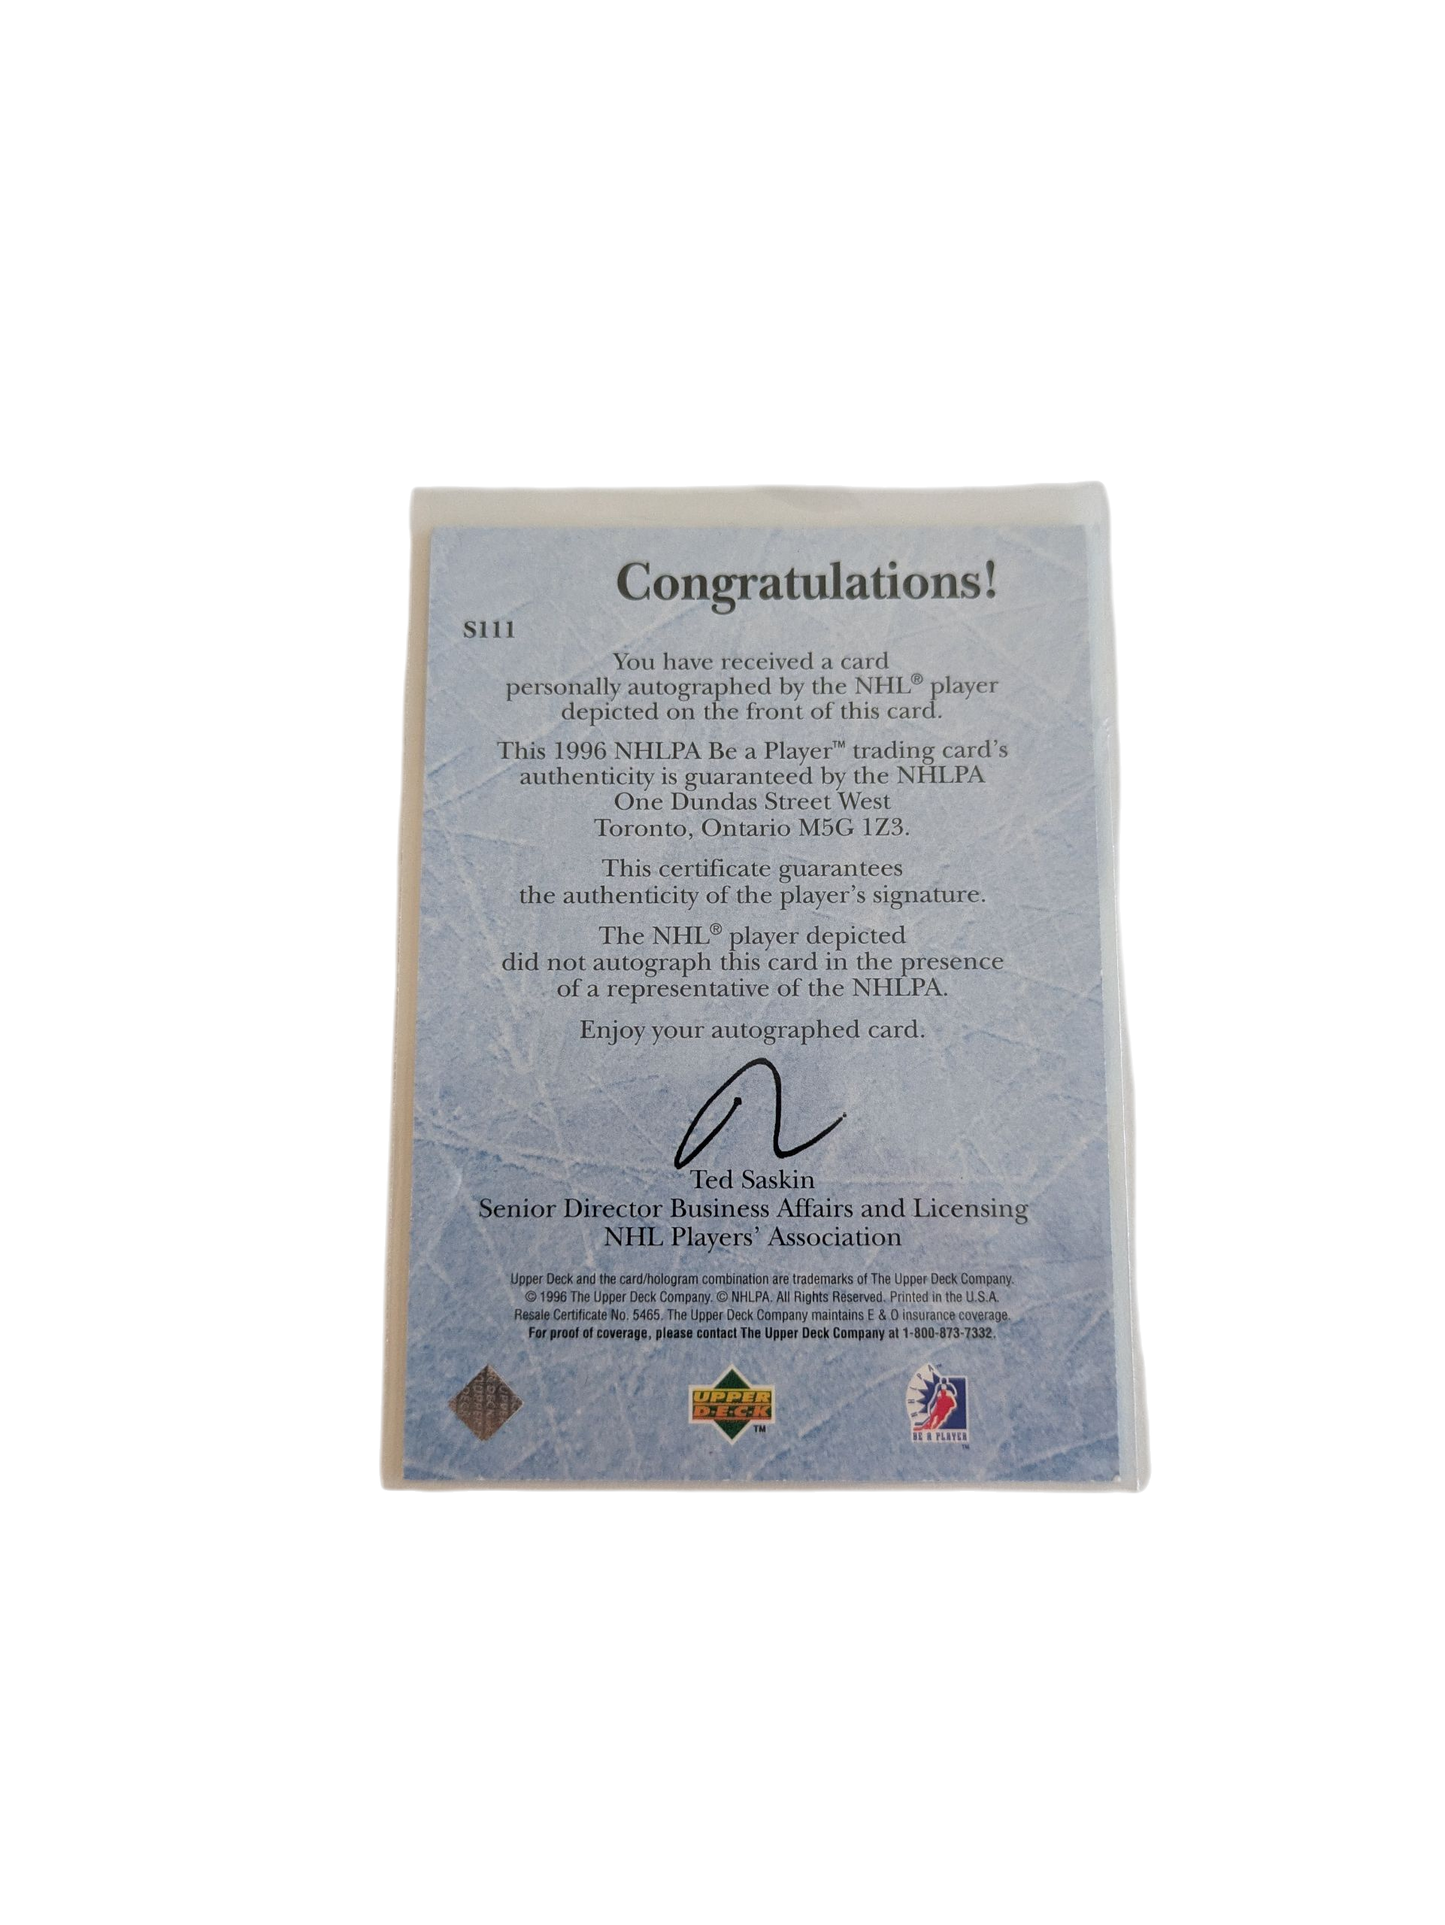 Congratulations!
S111
You have received a card
personally autographed by the NHL® player
depicted on the front of this card.
This 1996 NHLPA Be a Player™ trading card's
authenticity is guaranteed by the NHLPA
One Dundas Street West
Toronto, Ontario M5G 1Z3.
This certificate guarantees
the authenticity of the player's signature.
The NHL® player depicted
did not autograph this card in the presence
of a representative of the NHLPA.
Enjoy your autographed card.
Ted Saskin
Senior Director Business Affairs and Licensing
NHL Players' Association
Upper Deck and the card/hologram combination are trademarks of The Upper Deck Company.
© 1996 The Upper Deck Company. © NHLPA. All Rights Reserved. Printed in the U.S.A.
Resale Certificate No. 5465. The Upper Deck Company maintains E & O insurance coverage.
For proof of coverage, please contact The Upper Deck Company at 1-800-873-7332.
UPPER
D·E·C·K
TM
NHLPA
BE A PLAYER
TM